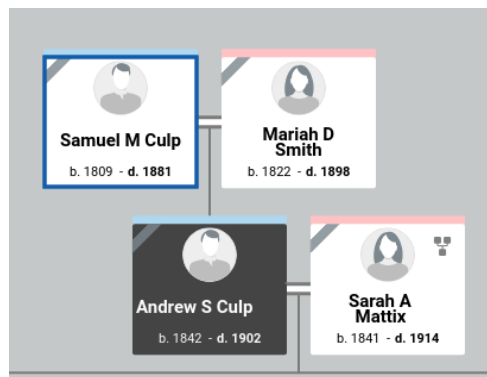 Samuel M Culp
b. 1809 - d. 1881
Mariah D
Smith
b. 1822 - d. 1898
Andrew S Culp
b. 1842 - d. 1902
Sarah A
Mattix
b. 1841 - d. 1914